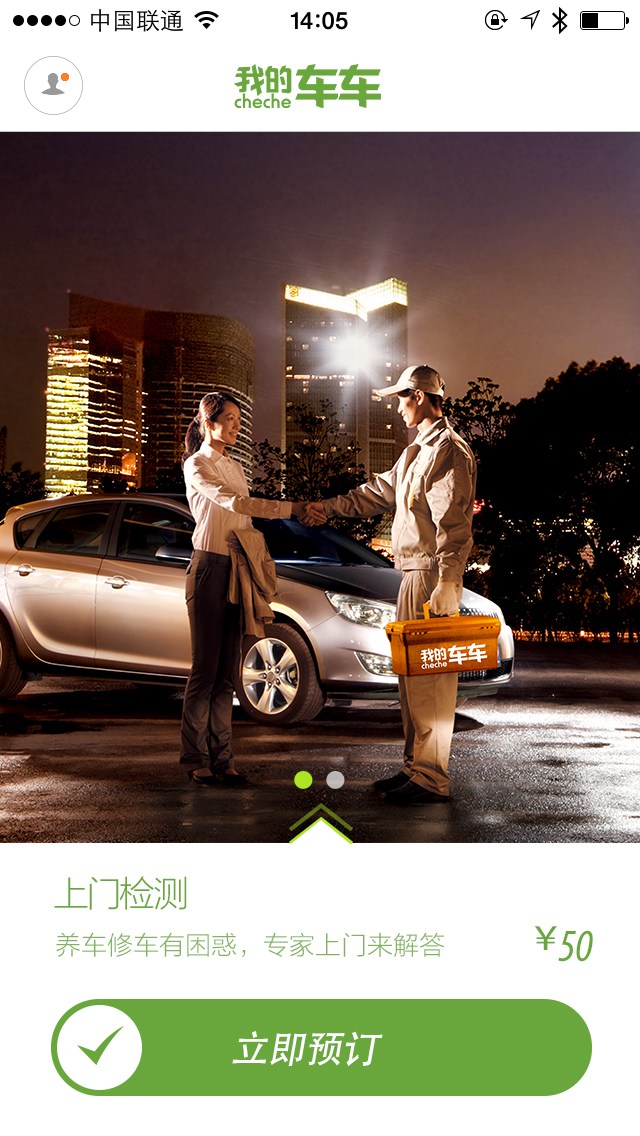 中国联通 14:05
我的车车
cheche
我的车车
cheche
上门检测
养车修车有困惑，专家上门来解答
¥50
立即预订